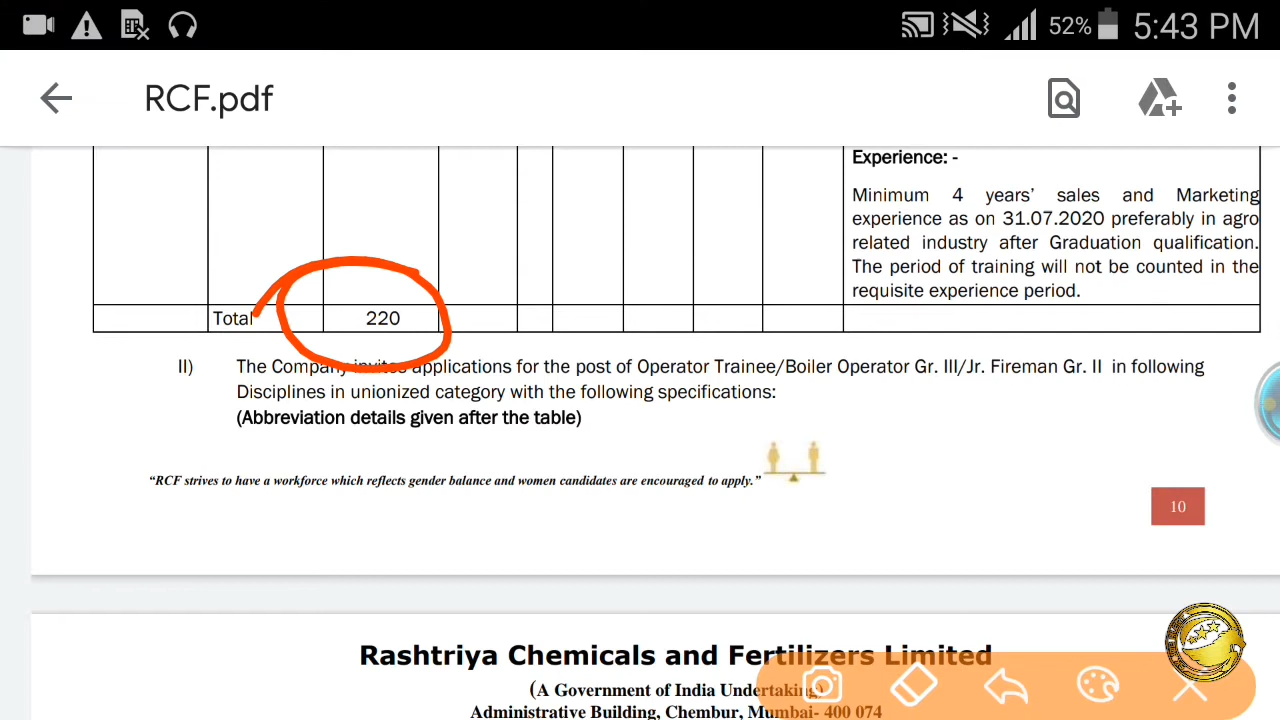 52% 5:43 PM
RCF.pdf
Experience: -
Minimum 4 years' sales and Marketing
experience as on 31.07.2020 preferably in agro
related industry after Graduation qualification.
The period of training will not be counted in the
requisite experience period.
Total 220
II) The Company invites applications for the post of Operator Trainee/Boiler Operator Gr. III/Jr. Fireman Gr. II in following
Disciplines in unionized category with the following specifications:
(Abbreviation details given after the table)
“RCF strives to have a workforce which reflects gender balance and women candidates are encouraged to apply.”
10
Rashtriya Chemicals and Fertilizers Limited
(A Government of India Undertaking)
Administrative Building, Chembur, Mumbai- 400 074